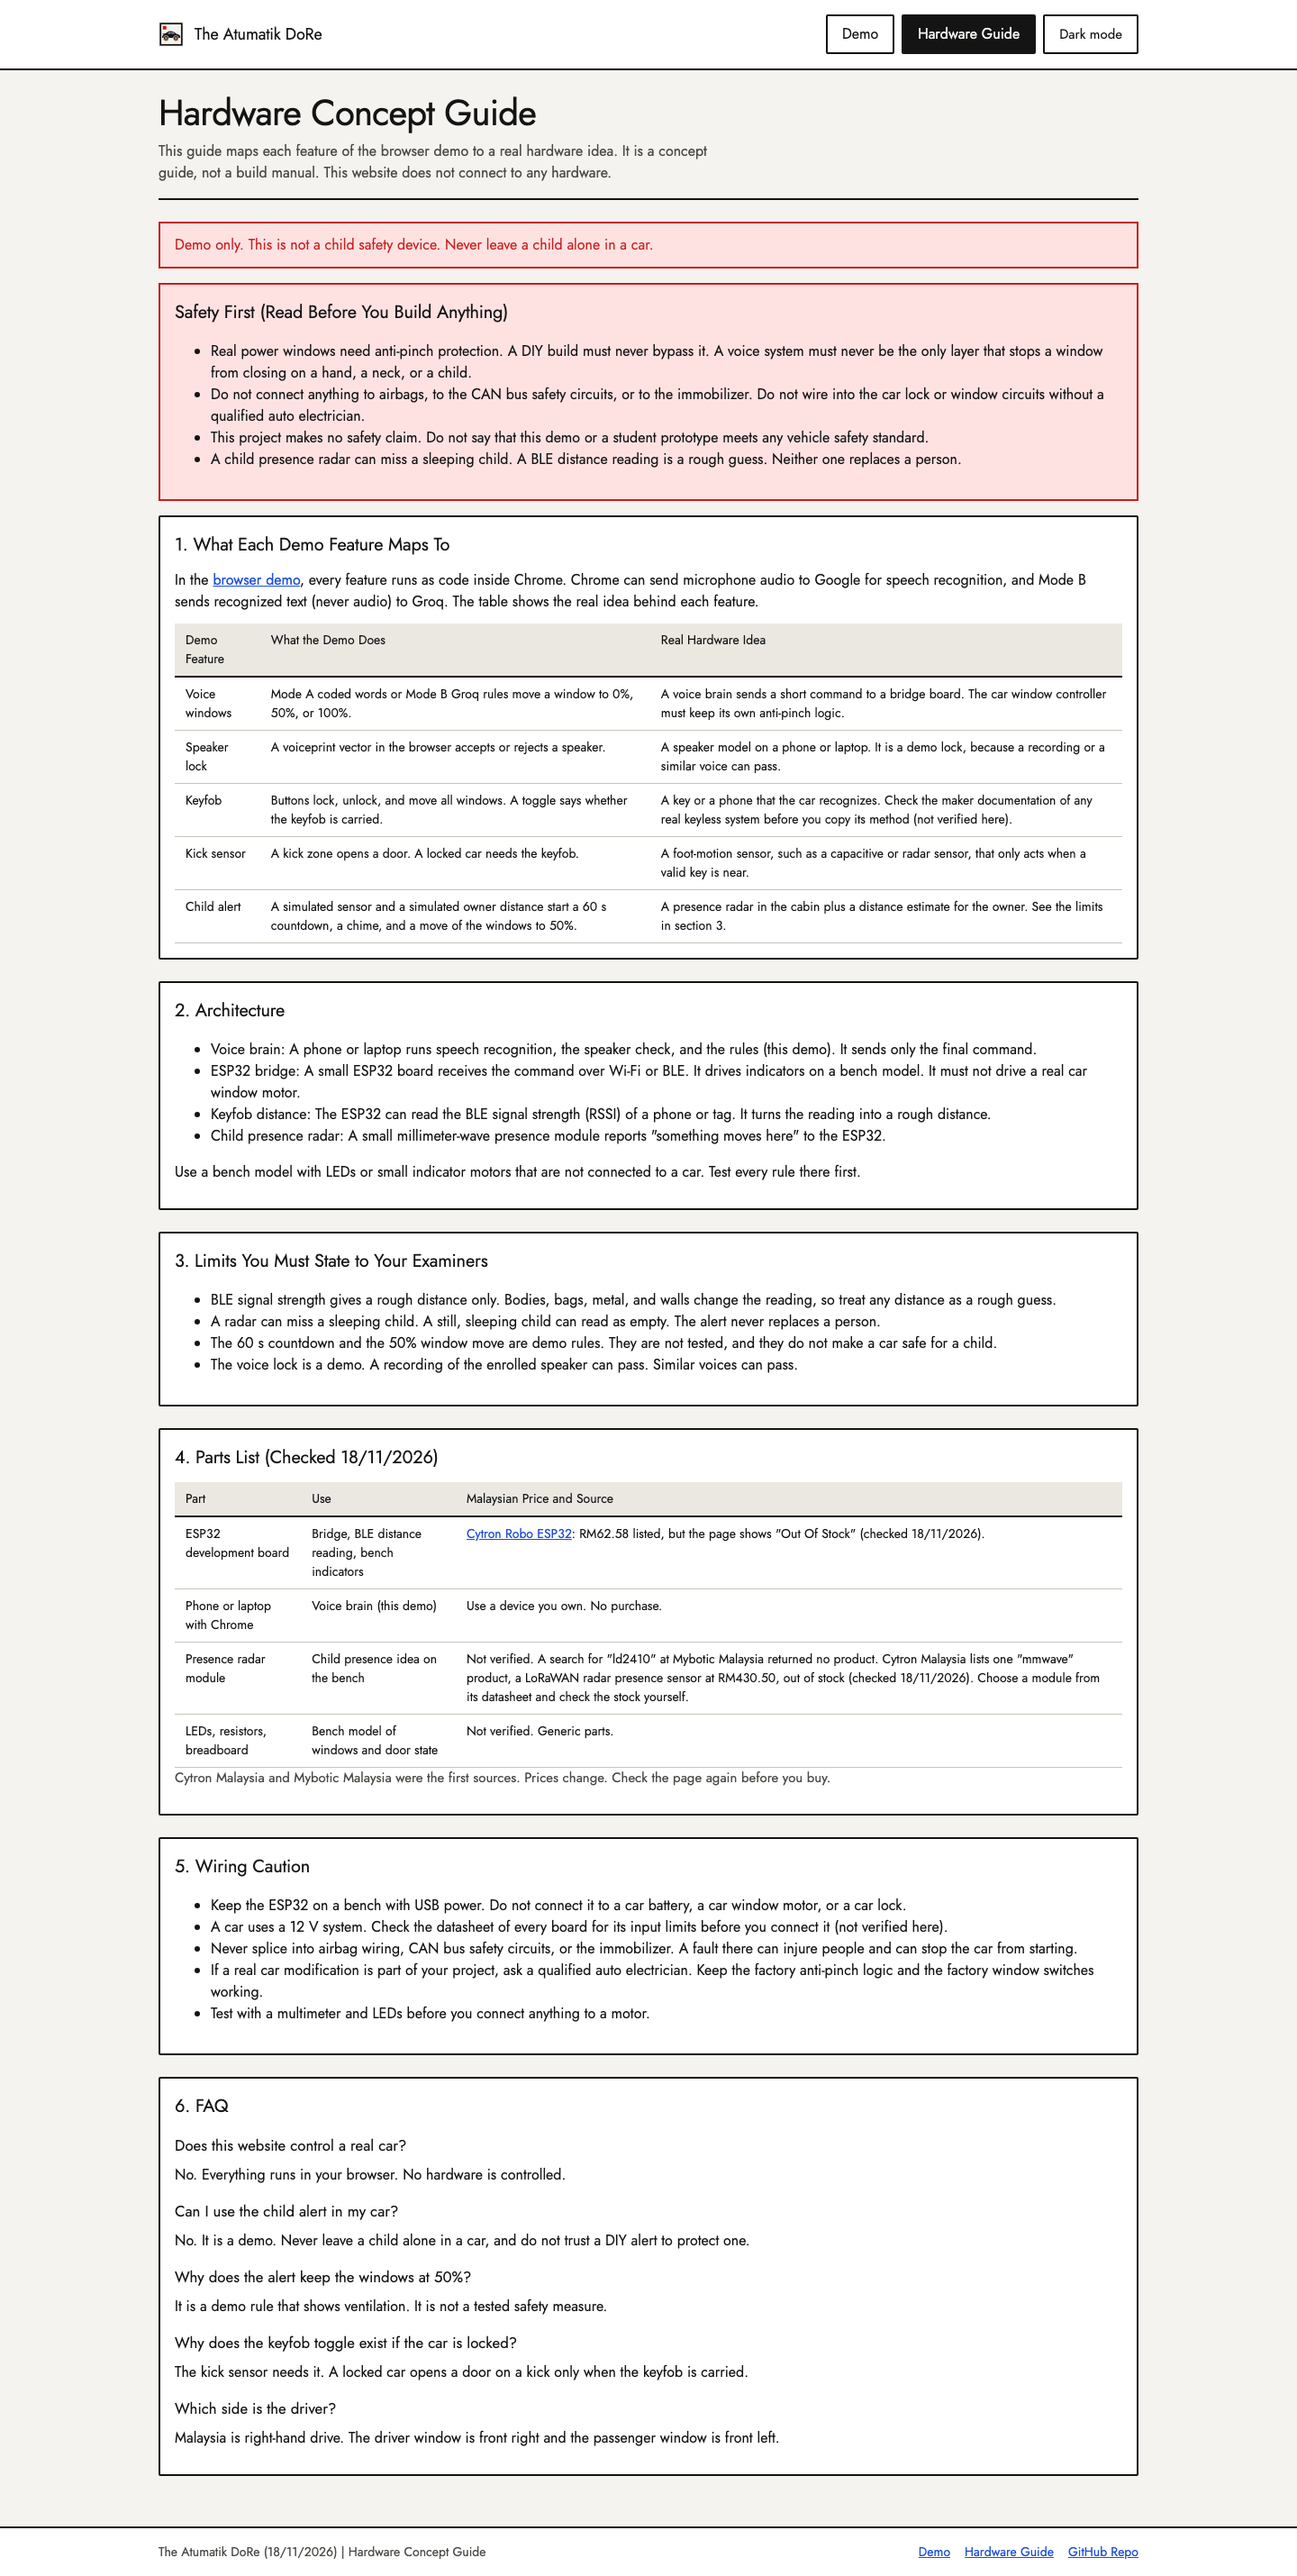 The Atumatik DoRe
Demo
Hardware Guide
Dark mode
Hardware Concept Guide
This guide maps each feature of the browser demo to a real hardware idea. It is a concept
guide, not a build manual. This website does not connect to any hardware.
Demo only. This is not a child safety device. Never leave a child alone in a car.
Safety First (Read Before You Build Anything)
• Real power windows need anti-pinch protection. A DIY build must never bypass it. A voice system must never be the only layer that stops a window
from closing on a hand, a neck, or a child.
• Do not connect anything to airbags, to the CAN bus safety circuits, or to the immobilizer. Do not wire into the car lock or window circuits without a
qualified auto electrician.
• This project makes no safety claim. Do not say that this demo or a student prototype meets any vehicle safety standard.
• A child presence radar can miss a sleeping child. A BLE distance reading is a rough guess. Neither one replaces a person.
1. What Each Demo Feature Maps To
In the browser demo, every feature runs as code inside Chrome. Chrome can send microphone audio to Google for speech recognition, and Mode B
sends recognized text (never audio) to Groq. The table shows the real idea behind each feature.
Demo
Feature
What the Demo Does
Real Hardware Idea
Voice
windows
Mode A coded words or Mode B Groq rules move a window to 0%,
50%, or 100%.
A voice brain sends a short command to a bridge board. The car window controller
must keep its own anti-pinch logic.
Speaker
lock
A voiceprint vector in the browser accepts or rejects a speaker.
A speaker model on a phone or laptop. It is a demo lock, because a recording or a
similar voice can pass.
Keyfob
Buttons lock, unlock, and move all windows. A toggle says whether
the keyfob is carried.
A key or a phone that the car recognizes. Check the maker documentation of any
real keyless system before you copy its method (not verified here).
Kick sensor
A kick zone opens a door. A locked car needs the keyfob.
A foot-motion sensor, such as a capacitive or radar sensor, that only acts when a
valid key is near.
Child alert
A simulated sensor and a simulated owner distance start a 60 s
countdown, a chime, and a move of the windows to 50%.
A presence radar in the cabin plus a distance estimate for the owner. See the limits
in section 3.
2. Architecture
• Voice brain: A phone or laptop runs speech recognition, the speaker check, and the rules (this demo). It sends only the final command.
• ESP32 bridge: A small ESP32 board receives the command over Wi-Fi or BLE. It drives indicators on a bench model. It must not drive a real car
window motor.
• Keyfob distance: The ESP32 can read the BLE signal strength (RSSI) of a phone or tag. It turns the reading into a rough distance.
• Child presence radar: A small millimeter-wave presence module reports "something moves here" to the ESP32.
Use a bench model with LEDs or small indicator motors that are not connected to a car. Test every rule there first.
3. Limits You Must State to Your Examiners
• BLE signal strength gives a rough distance only. Bodies, bags, metal, and walls change the reading, so treat any distance as a rough guess.
• A radar can miss a sleeping child. A still, sleeping child can read as empty. The alert never replaces a person.
• The 60 s countdown and the 50% window move are demo rules. They are not tested, and they do not make a car safe for a child.
• The voice lock is a demo. A recording of the enrolled speaker can pass. Similar voices can pass.
4. Parts List (Checked 18/11/2026)
Part
Use
Malaysian Price and Source
ESP32
development board
Bridge, BLE distance
reading, bench
indicators
Cytron Robo ESP32: RM62.58 listed, but the page shows "Out Of Stock" (checked 18/11/2026).
Phone or laptop
with Chrome
Voice brain (this demo)
Use a device you own. No purchase.
Presence radar
module
Child presence idea on
the bench
Not verified. A search for "ld2410" at Mybotic Malaysia returned no product. Cytron Malaysia lists one "mmwave"
product, a LoRaWAN radar presence sensor at RM430.50, out of stock (checked 18/11/2026). Choose a module from
its datasheet and check the stock yourself.
LEDs, resistors,
breadboard
Bench model of
windows and door state
Not verified. Generic parts.
Cytron Malaysia and Mybotic Malaysia were the first sources. Prices change. Check the page again before you buy.
5. Wiring Caution
• Keep the ESP32 on a bench with USB power. Do not connect it to a car battery, a car window motor, or a car lock.
• A car uses a 12 V system. Check the datasheet of every board for its input limits before you connect it (not verified here).
• Never splice into airbag wiring, CAN bus safety circuits, or the immobilizer. A fault there can injure people and can stop the car from starting.
• If a real car modification is part of your project, ask a qualified auto electrician. Keep the factory anti-pinch logic and the factory window switches
working.
• Test with a multimeter and LEDs before you connect anything to a motor.
6. FAQ
Does this website control a real car?
No. Everything runs in your browser. No hardware is controlled.
Can I use the child alert in my car?
No. It is a demo. Never leave a child alone in a car, and do not trust a DIY alert to protect one.
Why does the alert keep the windows at 50%?
It is a demo rule that shows ventilation. It is not a tested safety measure.
Why does the keyfob toggle exist if the car is locked?
The kick sensor needs it. A locked car opens a door on a kick only when the keyfob is carried.
Which side is the driver?
Malaysia is right-hand drive. The driver window is front right and the passenger window is front left.
The Atumatik DoRe (18/11/2026) | Hardware Concept Guide
Demo
Hardware Guide
GitHub Repo